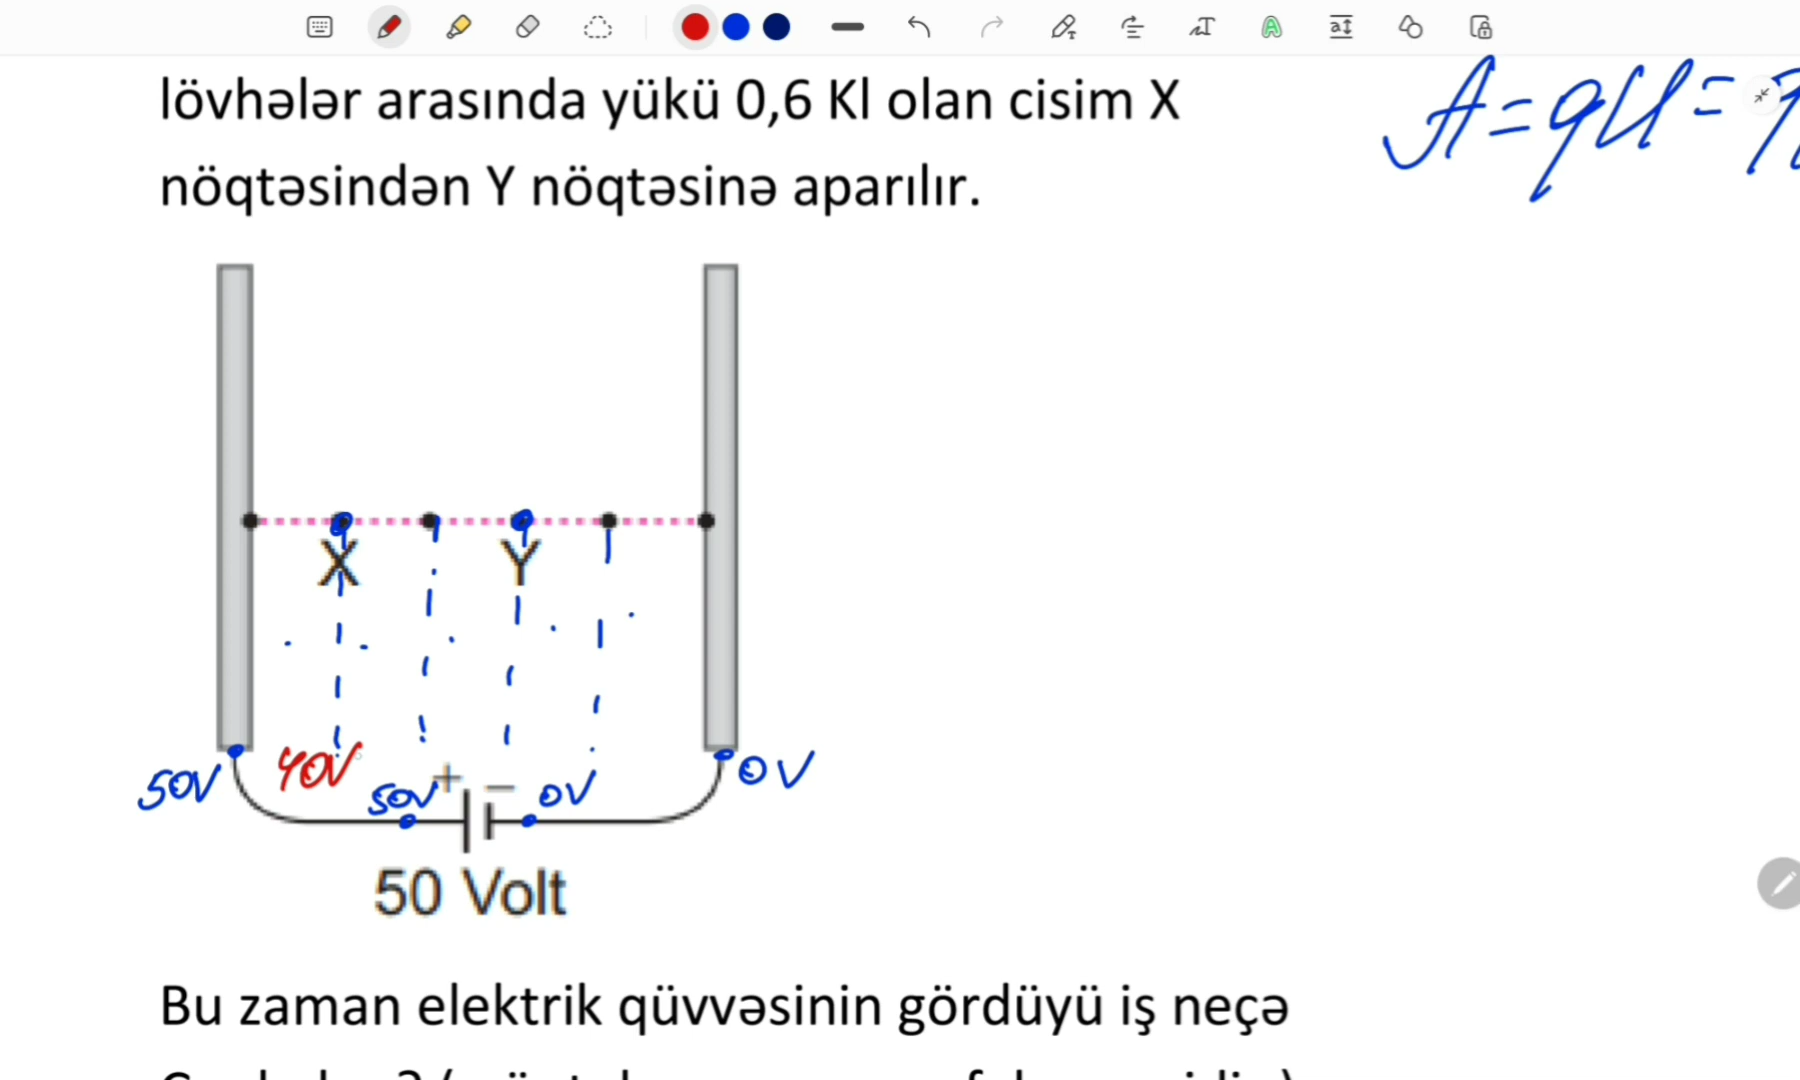 lövhələr arasında yükü 0,6 Kl olan cisim X
nöqtəsindən Y nöqtəsinə aparılır.
A=qU=
X
Y
50V
40V
50V
+
−
0V
0V
50 Volt
Bu zaman elektrik qüvvəsinin gördüyü iş neçə